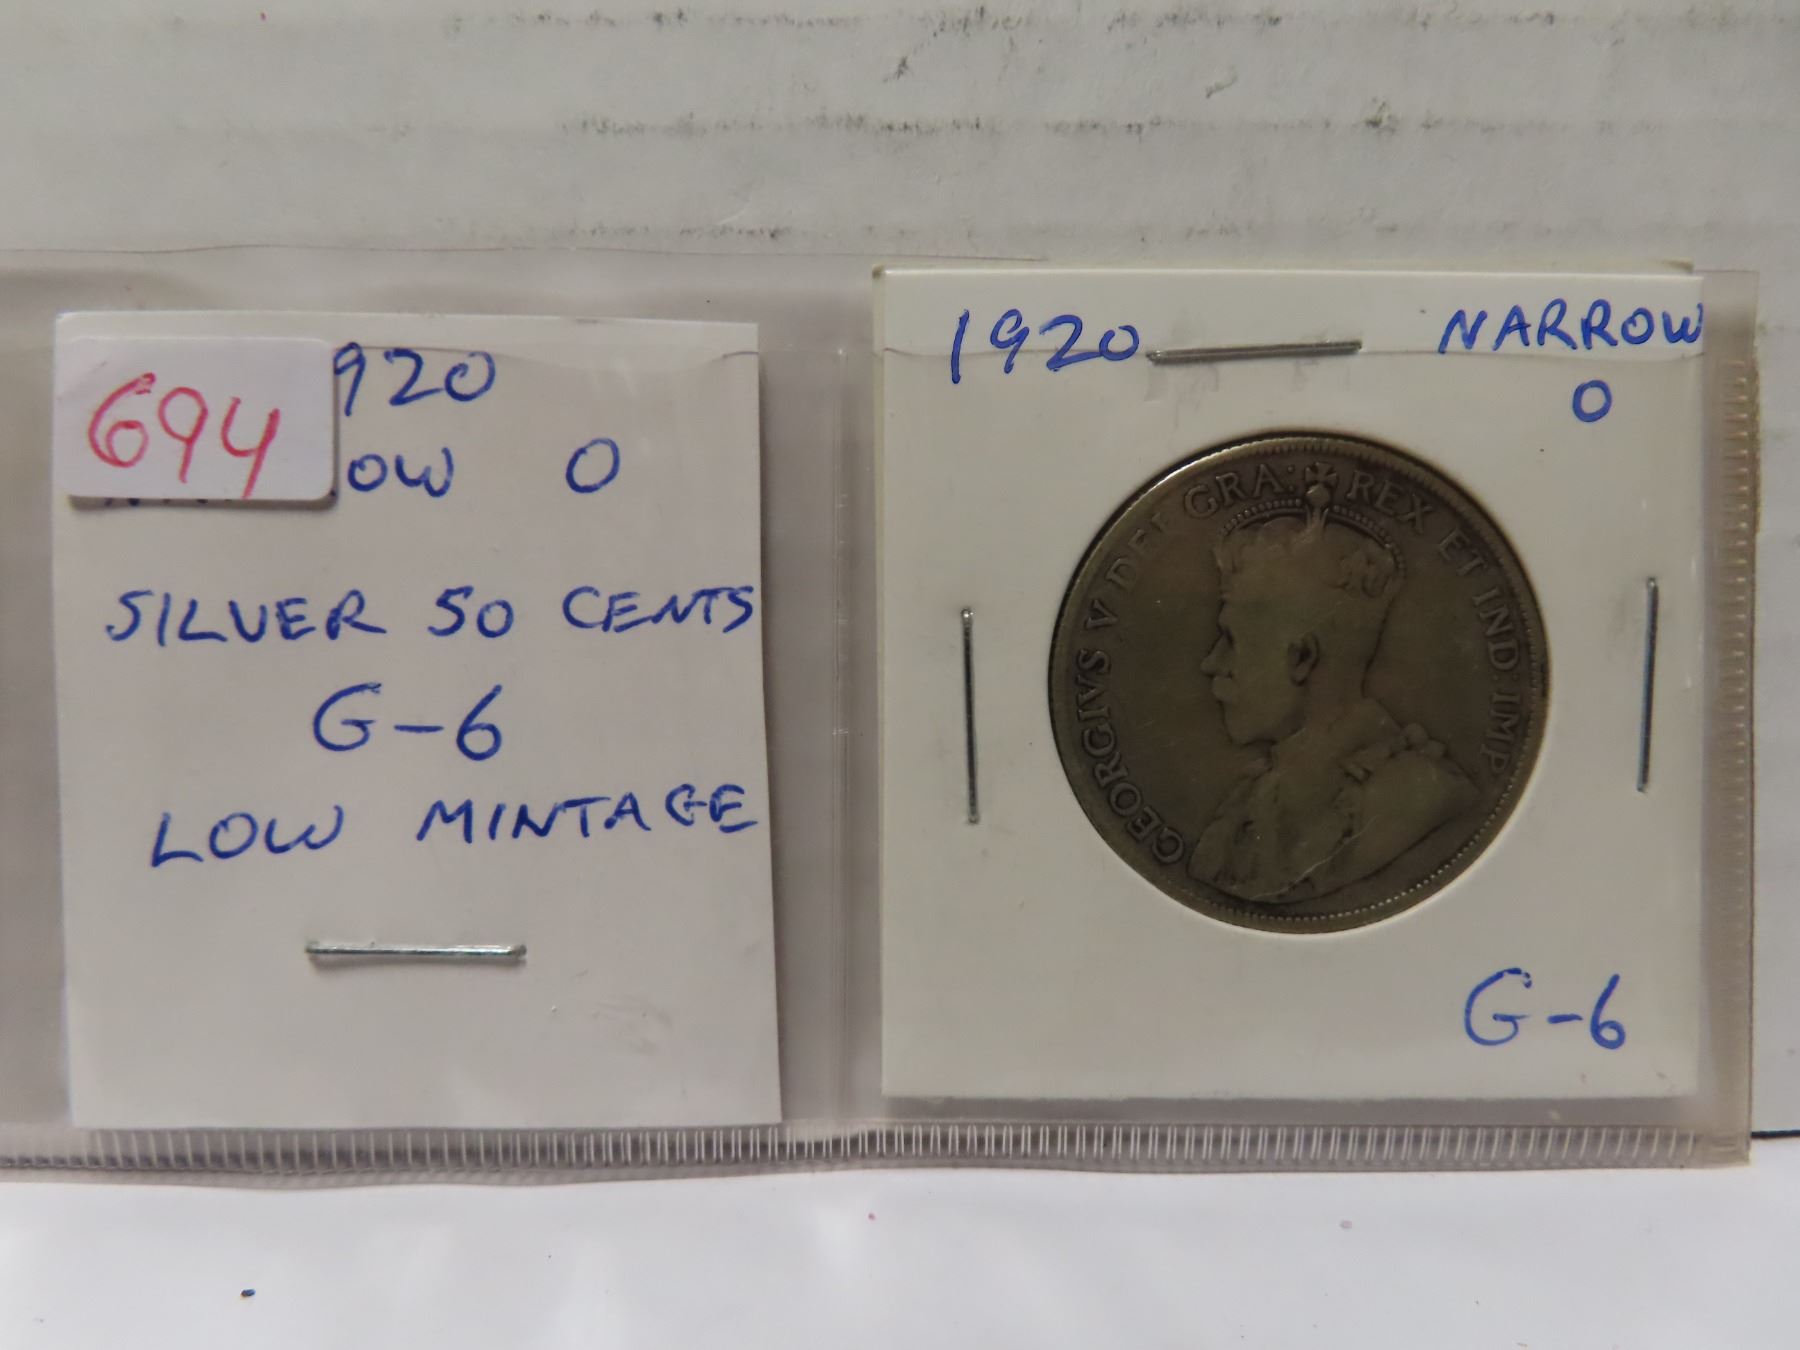 694
920
OW O
SILVER 50 CENTS
G-6
LOW MINTAGE
1920 NARROW
O
GEORGIVS V DEI GRA: REX ET IND: IMP
G-6